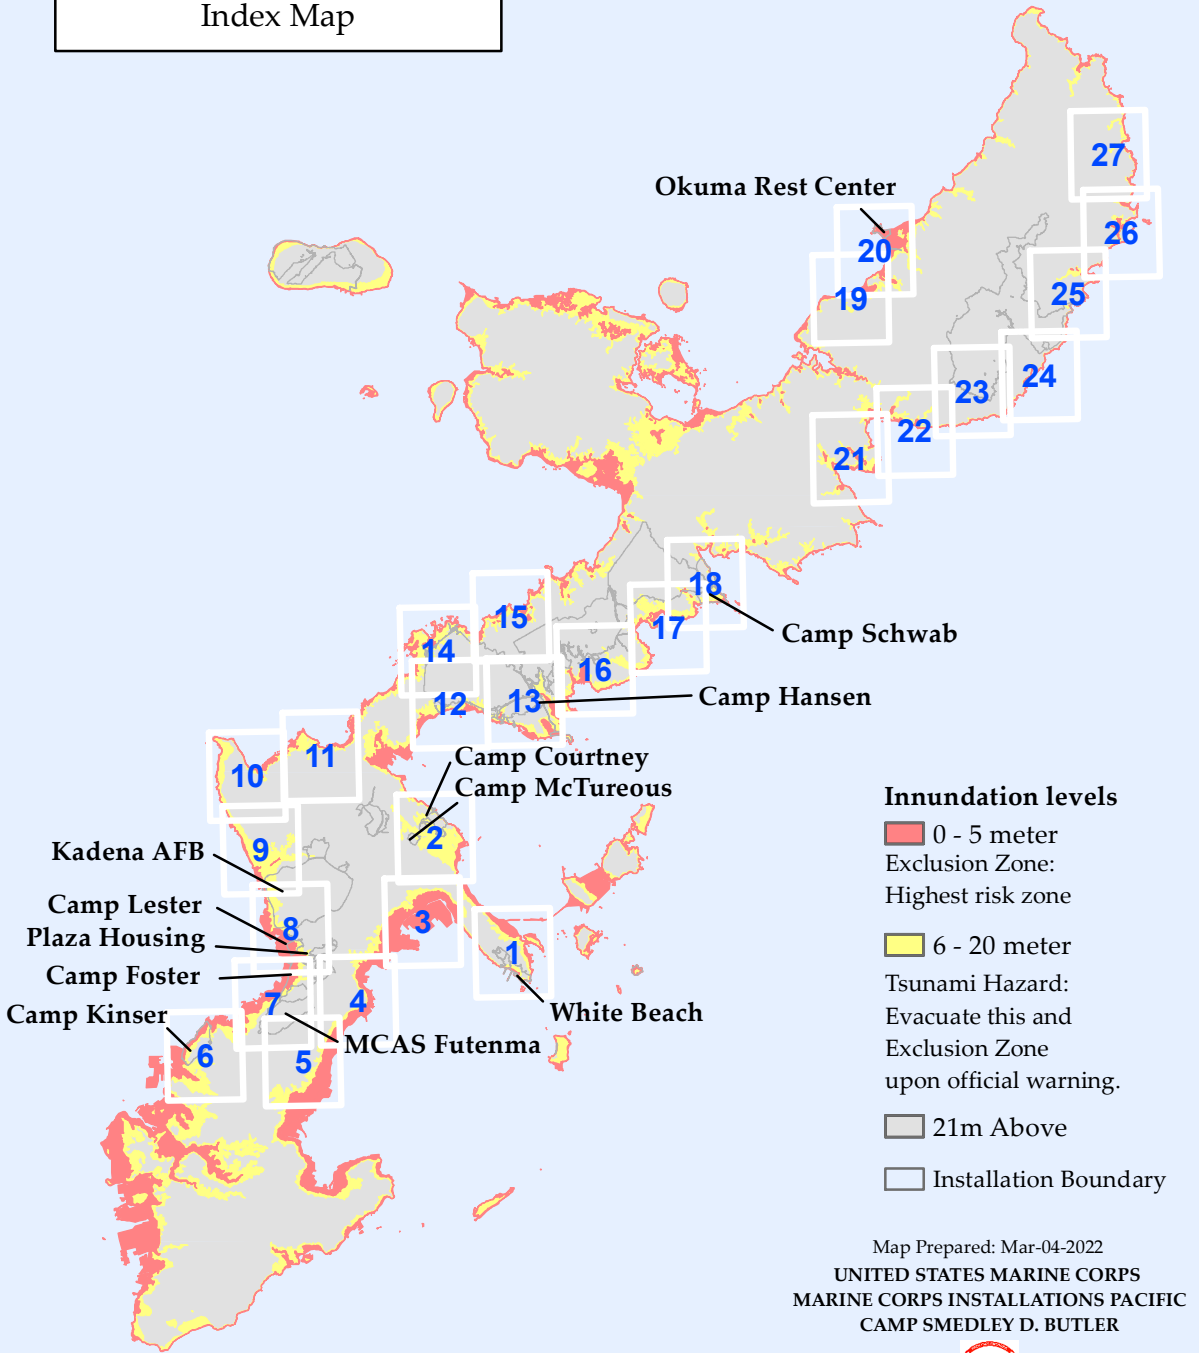 Index Map
27
Okuma Rest Center
26
20
25
19
24
23
22
21
18
15
17
Camp Schwab
14
16
13
12
Camp Hansen
11
Camp Courtney
10
Camp McTureous
Innundation levels
0 - 5 meter
Exclusion Zone:
Highest risk zone
2
9
Kadena AFB
Camp Lester
3
8
Plaza Housing
6 - 20 meter
1
Camp Foster
Tsunami Hazard:
Evacuate this and
Exclusion Zone
upon official warning.
7
4
White Beach
Camp Kinser
MCAS Futenma
6
5
21m Above
Installation Boundary
Map Prepared: Mar-04-2022
UNITED STATES MARINE CORPS
MARINE CORPS INSTALLATIONS PACIFIC
CAMP SMEDLEY D. BUTLER